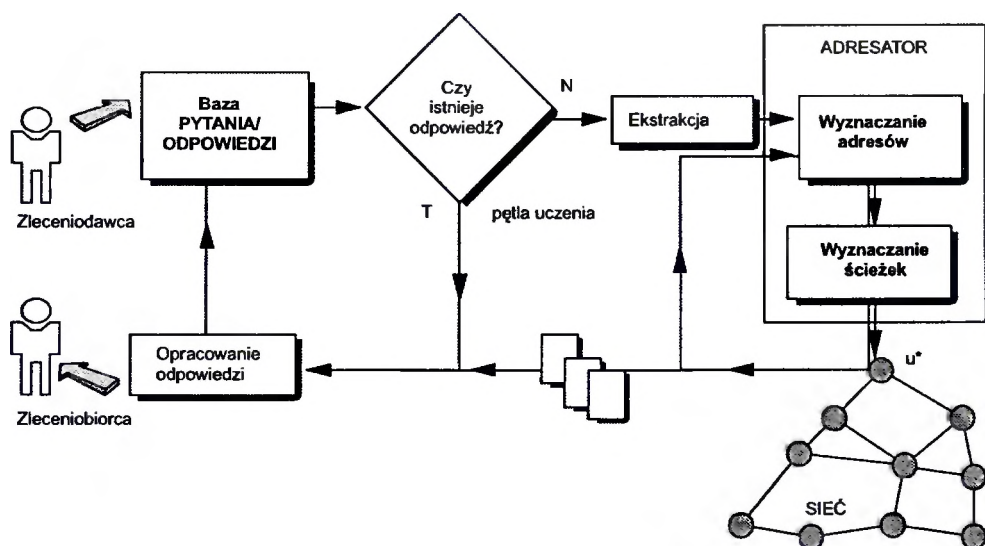 ADRESATOR
Baza
PYTANIA/
ODPOWIEDZI
Czy
istnieje
odpowiedź?
N
Ekstrakcja
Wyznaczanie
adresów
Zleceniodawca
T
pętla uczenia
Wyznaczanie
ścieżek
Opracowanie
odpowiedzi
u*
Zleceniobiorca
SIEĆ